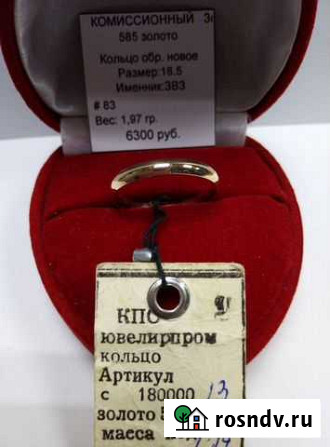 КОМИССИОННЫЙ
585 золото
Кольцо обр. новое
Размер:18.5
Именник:ЗВЗ
# 83
Вес: 1,97 гр.
6300 руб.
КПО
ювелирпром
кольцо
Артикул
с 180000 13
золото
масса
rosndv.ru